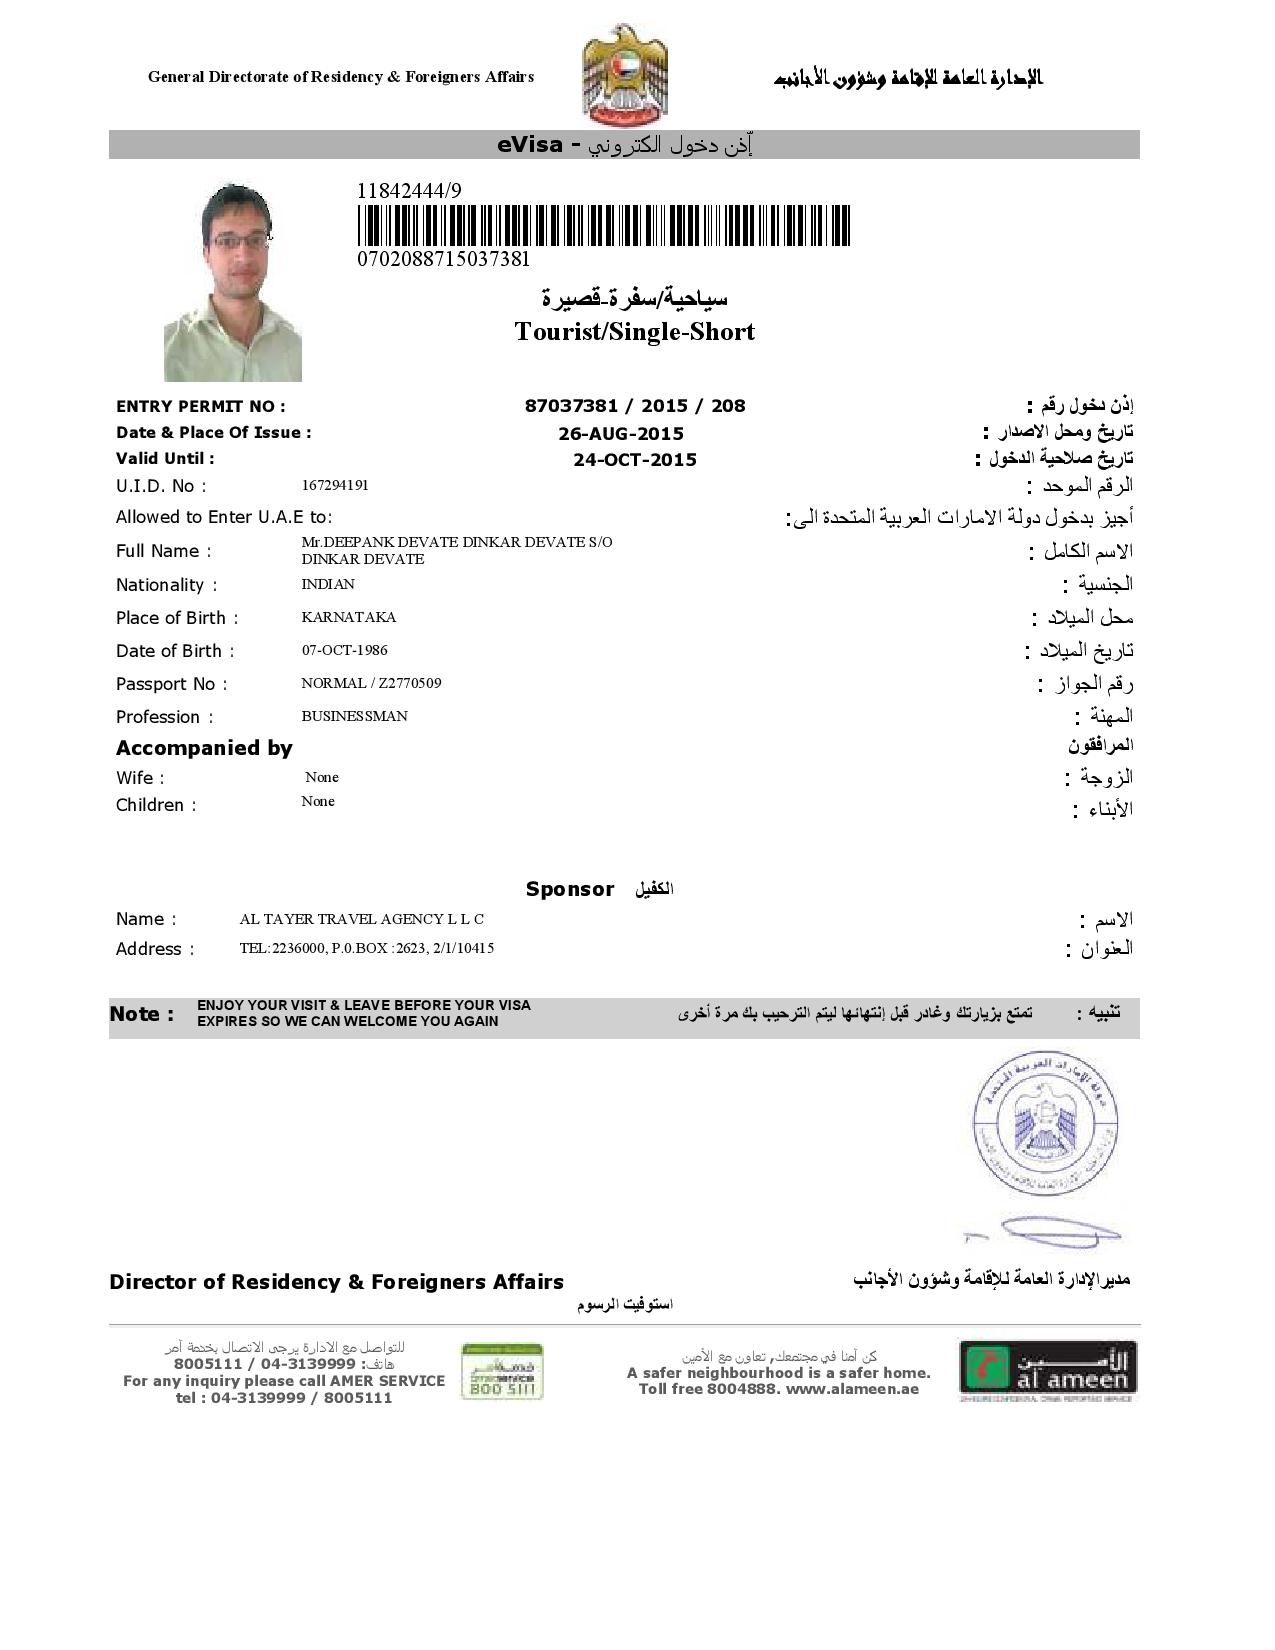 General Directorate of Residency & Foreigners Affairs
الإدارة العامة للإقامة وشؤون الأجانب
eVisa - إذن دخول الكتروني
11842444/9
0702088715037381
سياحية/سفرة-قصيرة
Tourist/Single-Short
ENTRY PERMIT NO : 87037381 / 2015 / 208 إذن دخول رقم :
Date & Place Of Issue : 26-AUG-2015 تاريخ ومحل الاصدار :
Valid Until : 24-OCT-2015 تاريخ صلاحية الدخول :
U.I.D. No : 167294191 الرقم الموحد :
Allowed to Enter U.A.E to: أجيز بدخول دولة الامارات العربية المتحدة الى:
Full Name : Mr.DEEPANK DEVATE DINKAR DEVATE S/O الاسم الكامل :
DINKAR DEVATE
Nationality : INDIAN الجنسية :
Place of Birth : KARNATAKA محل الميلاد :
Date of Birth : 07-OCT-1986 تاريخ الميلاد :
Passport No : NORMAL / Z2770509 رقم الجواز :
Profession : BUSINESSMAN المهنة :
Accompanied by المرافقون
Wife : None الزوجة :
Children : None الأبناء :
Sponsor الكفيل
Name : AL TAYER TRAVEL AGENCY L L C الاسم :
Address : TEL:2236000, P.0.BOX :2623, 2/1/10415 العنوان :
Note : ENJOY YOUR VISIT & LEAVE BEFORE YOUR VISA
EXPIRES SO WE CAN WELCOME YOU AGAIN
تنبيه : تمتع بزيارتك وغادر قبل إنتهائها ليتم الترحيب بك مرة أخرى
دولة الإمارات العربية المتحدة
Director of Residency & Foreigners Affairs مدير الإدارة العامة للإقامة وشؤون الأجانب
استوفيت الرسوم
للتواصل مع الادارة يرجى الاتصال بخدمة آمر
هاتف: 04-3139999 / 8005111
For any inquiry please call AMER SERVICE
tel : 04-3139999 / 8005111
800 5111
كن آمنا في مجتمعك, تعاون مع الأمين
A safer neighbourhood is a safer home.
Toll free 8004888. www.alameen.ae
الأمين
al ameen